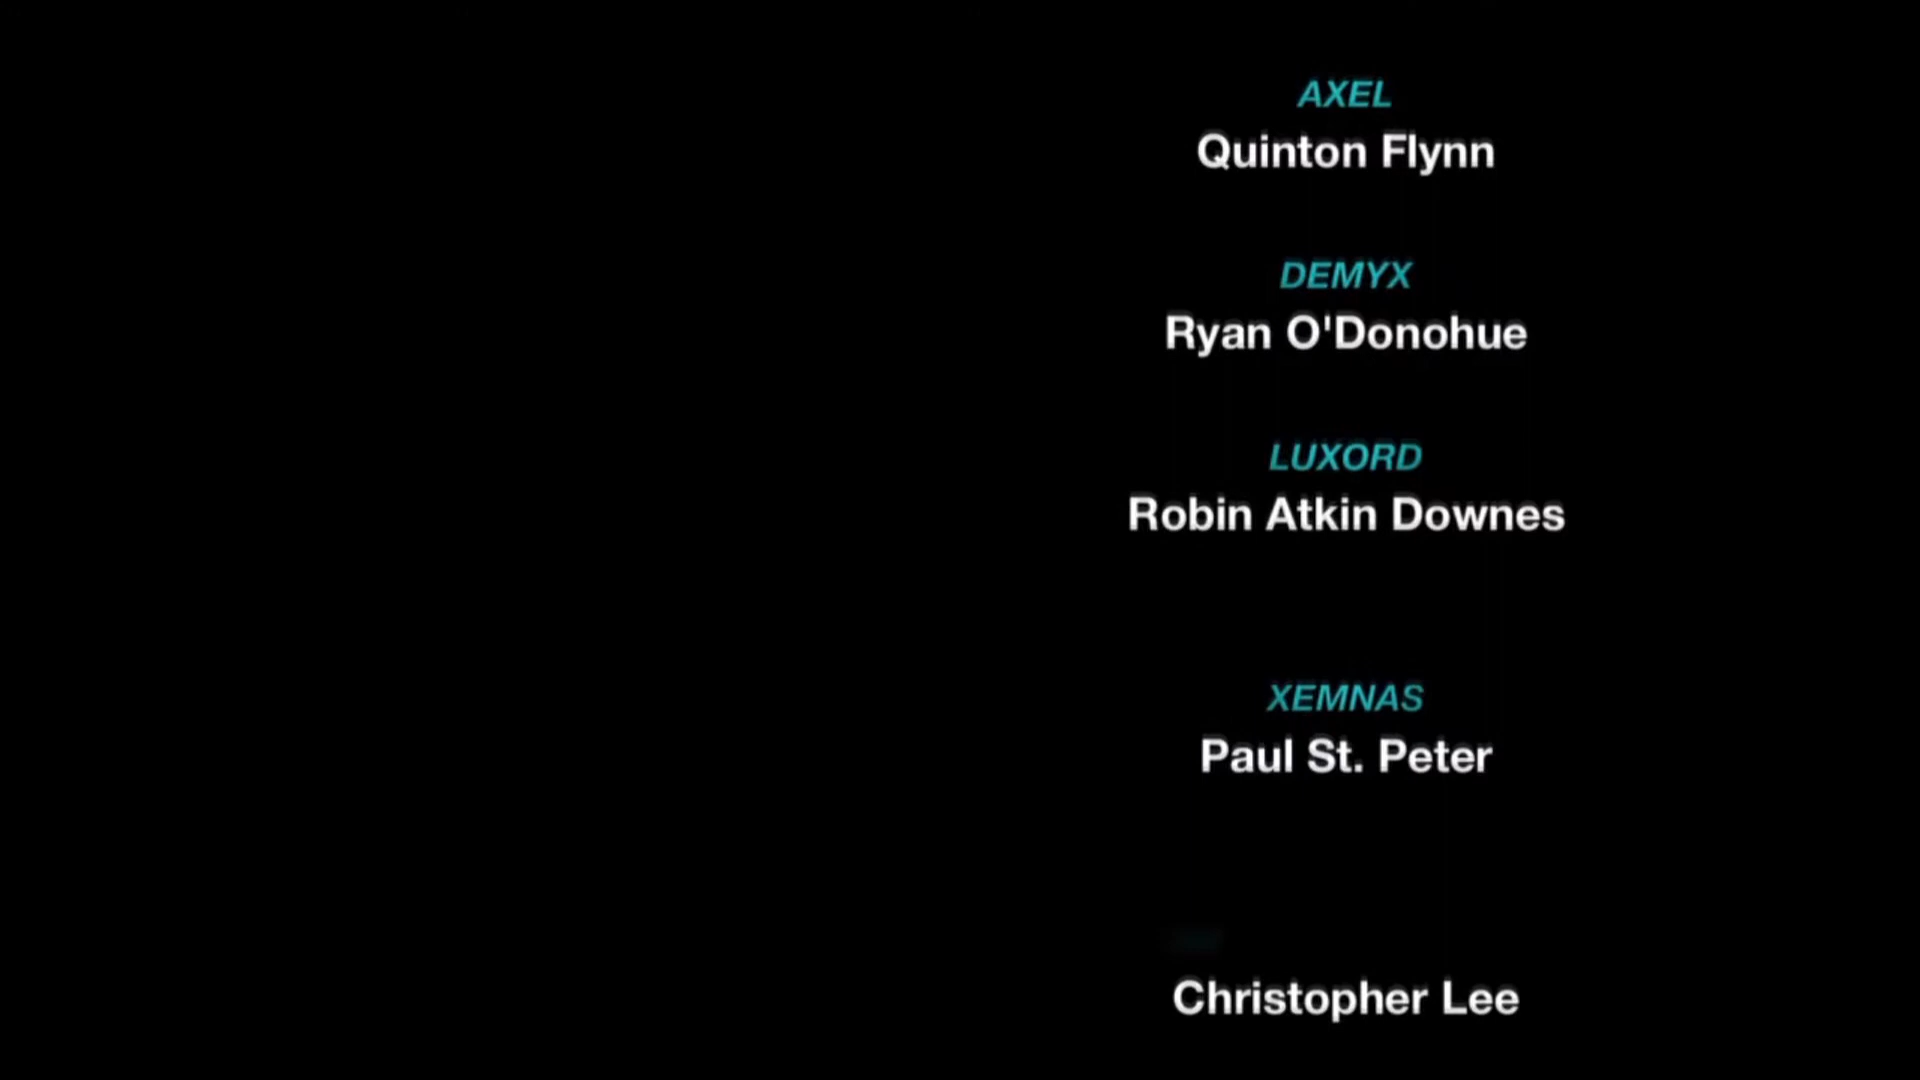 AXEL
Quinton Flynn
DEMYX
Ryan O'Donohue
LUXORD
Robin Atkin Downes
XEMNAS
Paul St. Peter
Christopher Lee